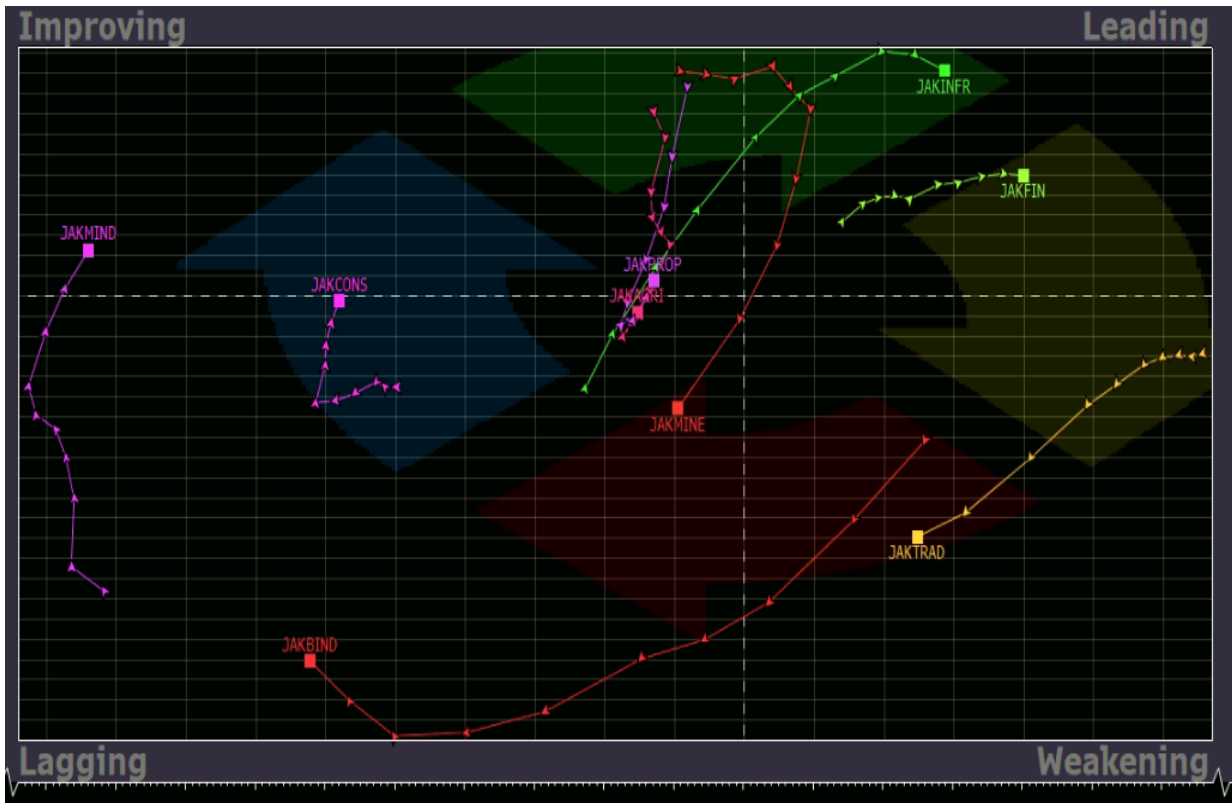 Improving
Leading
JAKINFR
JAKFIN
JAKMIND
JAKPROP
JAKCONS
JAKAGRI
JAKMINE
JAKTRAD
JAKBIND
Lagging
Weakening